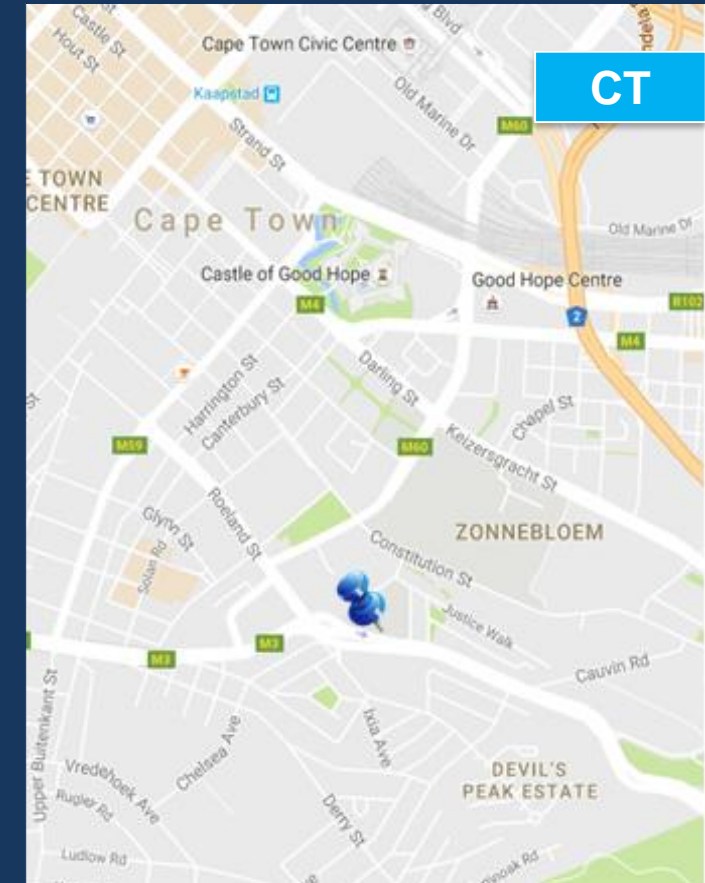 Castle St
Hout St
Blvd
Cape Town Civic Centre
CT
Kaapstad
Old Marine Dr
M60
Strand St
TOWN
CENTRE
Cape Town
Old Marine Dr
Castle of Good Hope
Good Hope Centre
M4
R102
2
M4
Harrington St
Canterbury St
Darling St
Chapel St
M59
M60
Keizersgracht St
Roeland St
Glynn St
Solan Rd
ZONNEBLOEM
Constitution St
Justice Walk
M3
M3
Cauvin Rd
Upper Buitenkant St
Chelsea Ave
Ixia Ave
Vredehoek Ave
Rugler Rd
DEVIL'S
PEAK ESTATE
Derry St
Ludlow Rd